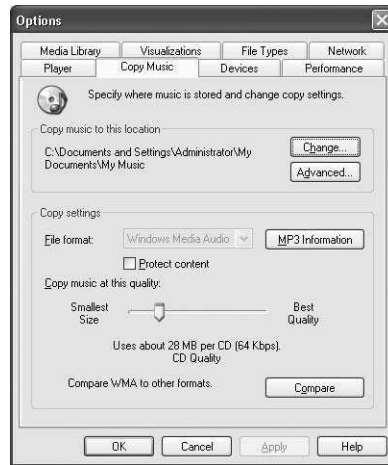 Options
Media Library Visualizations File Types Network
Player Copy Music Devices Performance
Specify where music is stored and change copy settings.
Copy music to this location
C:\Documents and Settings\Administrator\My
Documents\My Music
Change...
Advanced...
Copy settings
File format: Windows Media Audio MP3 Information
Protect content
Copy music at this quality:
Smallest
Size
Best
Quality
Uses about 28 MB per CD (64 Kbps).
CD Quality
Compare WMA to other formats. Compare
OK Cancel Apply Help